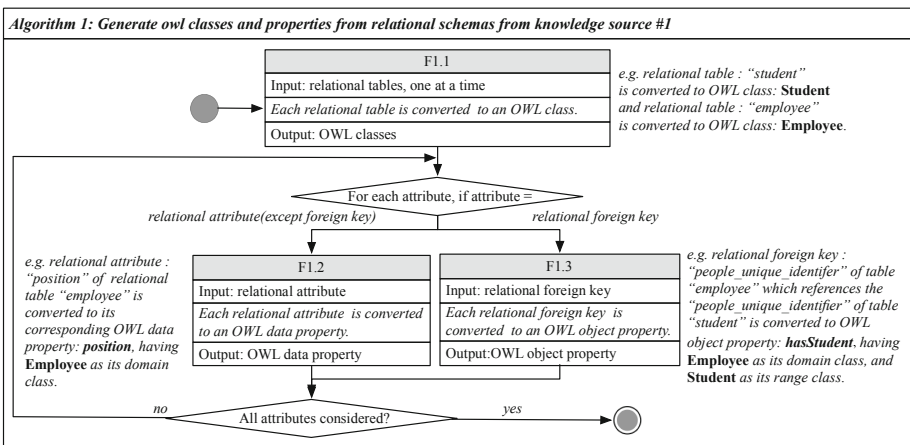 Algorithm 1: Generate owl classes and properties from relational schemas from knowledge source #1
F1.1
Input: relational tables, one at a time
Each relational table is converted to an OWL class.
Output: OWL classes
e.g. relational table : “student”
is converted to OWL class: Student
and relational table : “employee”
is converted to OWL class: Employee.
For each attribute, if attribute =
relational attribute(except foreign key)
relational foreign key
e.g. relational attribute :
“position” of relational
table “employee” is
converted to its
corresponding OWL data
property: position, having
Employee as its domain
class.
F1.2
Input: relational attribute
Each relational attribute is converted
to an OWL data property.
Output: OWL data property
F1.3
Input: relational foreign key
Each relational foreign key is
converted to an OWL object property.
Output:OWL object property
e.g. relational foreign key :
“people_unique_identifer” of table
“employee” which references the
“people_unique_identifier” of table
“student” is converted to OWL
object property: hasStudent, having
Employee as its domain class, and
Student as its range class.
no
All attributes considered?
yes